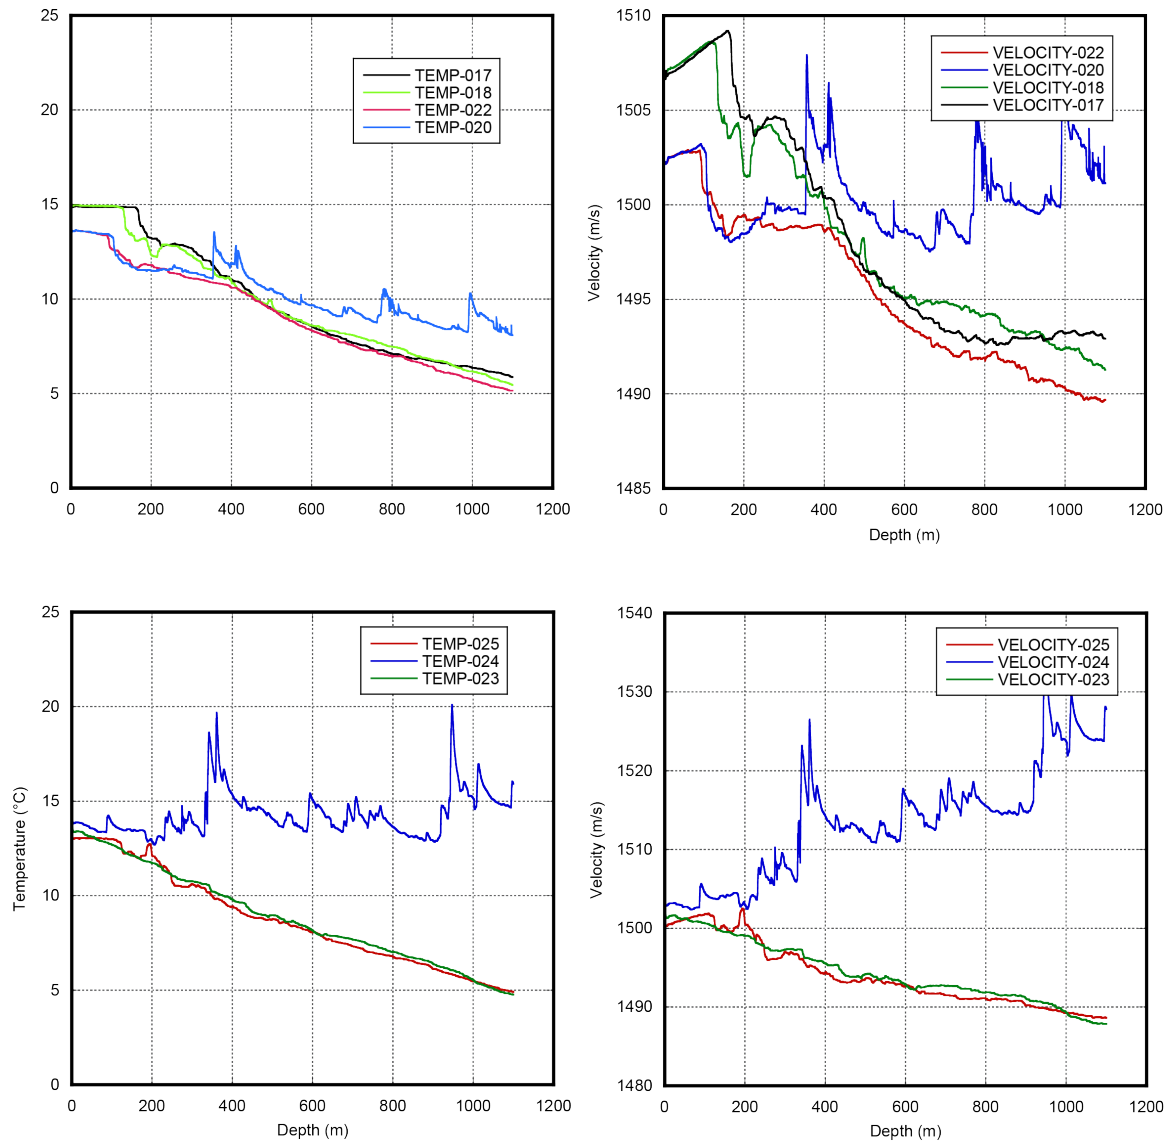 25
20
15
10
5
0
TEMP-017
TEMP-018
TEMP-022
TEMP-020
0 200 400 600 800 1000 1200
1510
1505
1500
1495
1490
1485
Velocity (m/s)
VELOCITY-022
VELOCITY-020
VELOCITY-018
VELOCITY-017
0 200 400 600 800 1000 1200
Depth (m)
25
20
15
10
5
0
Temperature (°C)
TEMP-025
TEMP-024
TEMP-023
0 200 400 600 800 1000 1200
Depth (m)
1540
1530
1520
1510
1500
1490
1480
Velocity (m/s)
VELOCITY-025
VELOCITY-024
VELOCITY-023
0 200 400 600 800 1000 1200
Depth (m)